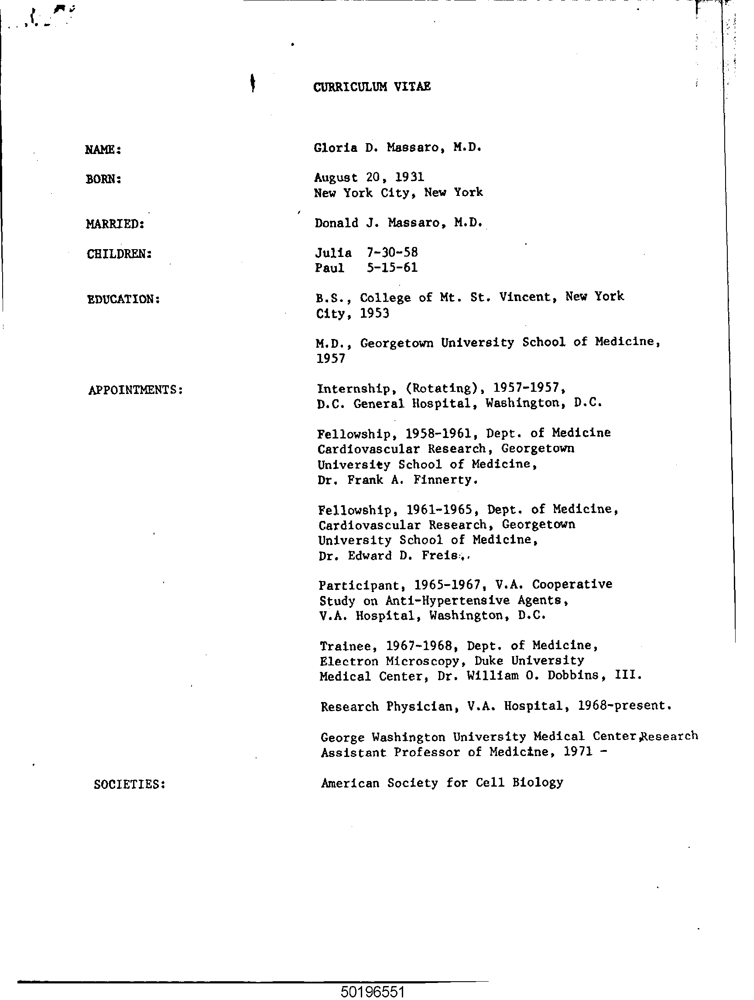 CURRICULUM VITAE
NAME: Gloria D. Massaro, M.D.
BORN: August 20, 1931
New York City, New York
MARRIED: Donald J. Massaro, M.D.
CHILDREN: Julia 7-30-58
Paul 5-15-61
EDUCATION: B.S., College of Mt. St. Vincent, New York
City, 1953
M.D., Georgetown University School of Medicine,
1957
APPOINTMENTS: Internship, (Rotating), 1957-1957,
D.C. General Hospital, Washington, D.C.
Fellowship, 1958-1961, Dept. of Medicine
Cardiovascular Research, Georgetown
University School of Medicine,
Dr. Frank A. Finnerty.
Fellowship, 1961-1965, Dept. of Medicine,
Cardiovascular Research, Georgetown
University School of Medicine,
Dr. Edward D. Freis.
Participant, 1965-1967, V.A. Cooperative
Study on Anti-Hypertensive Agents,
V.A. Hospital, Washington, D.C.
Trainee, 1967-1968, Dept. of Medicine,
Electron Microscopy, Duke University
Medical Center, Dr. William O. Dobbins, III.
Research Physician, V.A. Hospital, 1968-present.
George Washington University Medical Center, Research
Assistant Professor of Medicine, 1971 -
SOCIETIES: American Society for Cell Biology
50196551